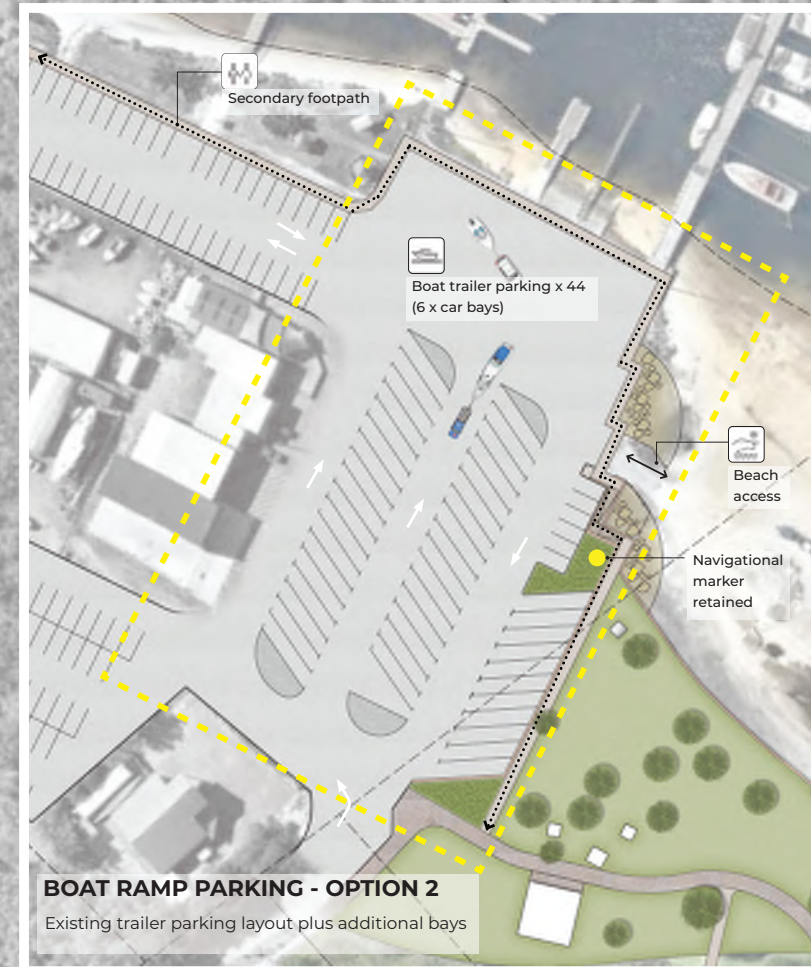 Secondary footpath
Boat trailer parking x 44
(6 x car bays)
Beach
access
Navigational
marker
retained
BOAT RAMP PARKING - OPTION 2
Existing trailer parking layout plus additional bays